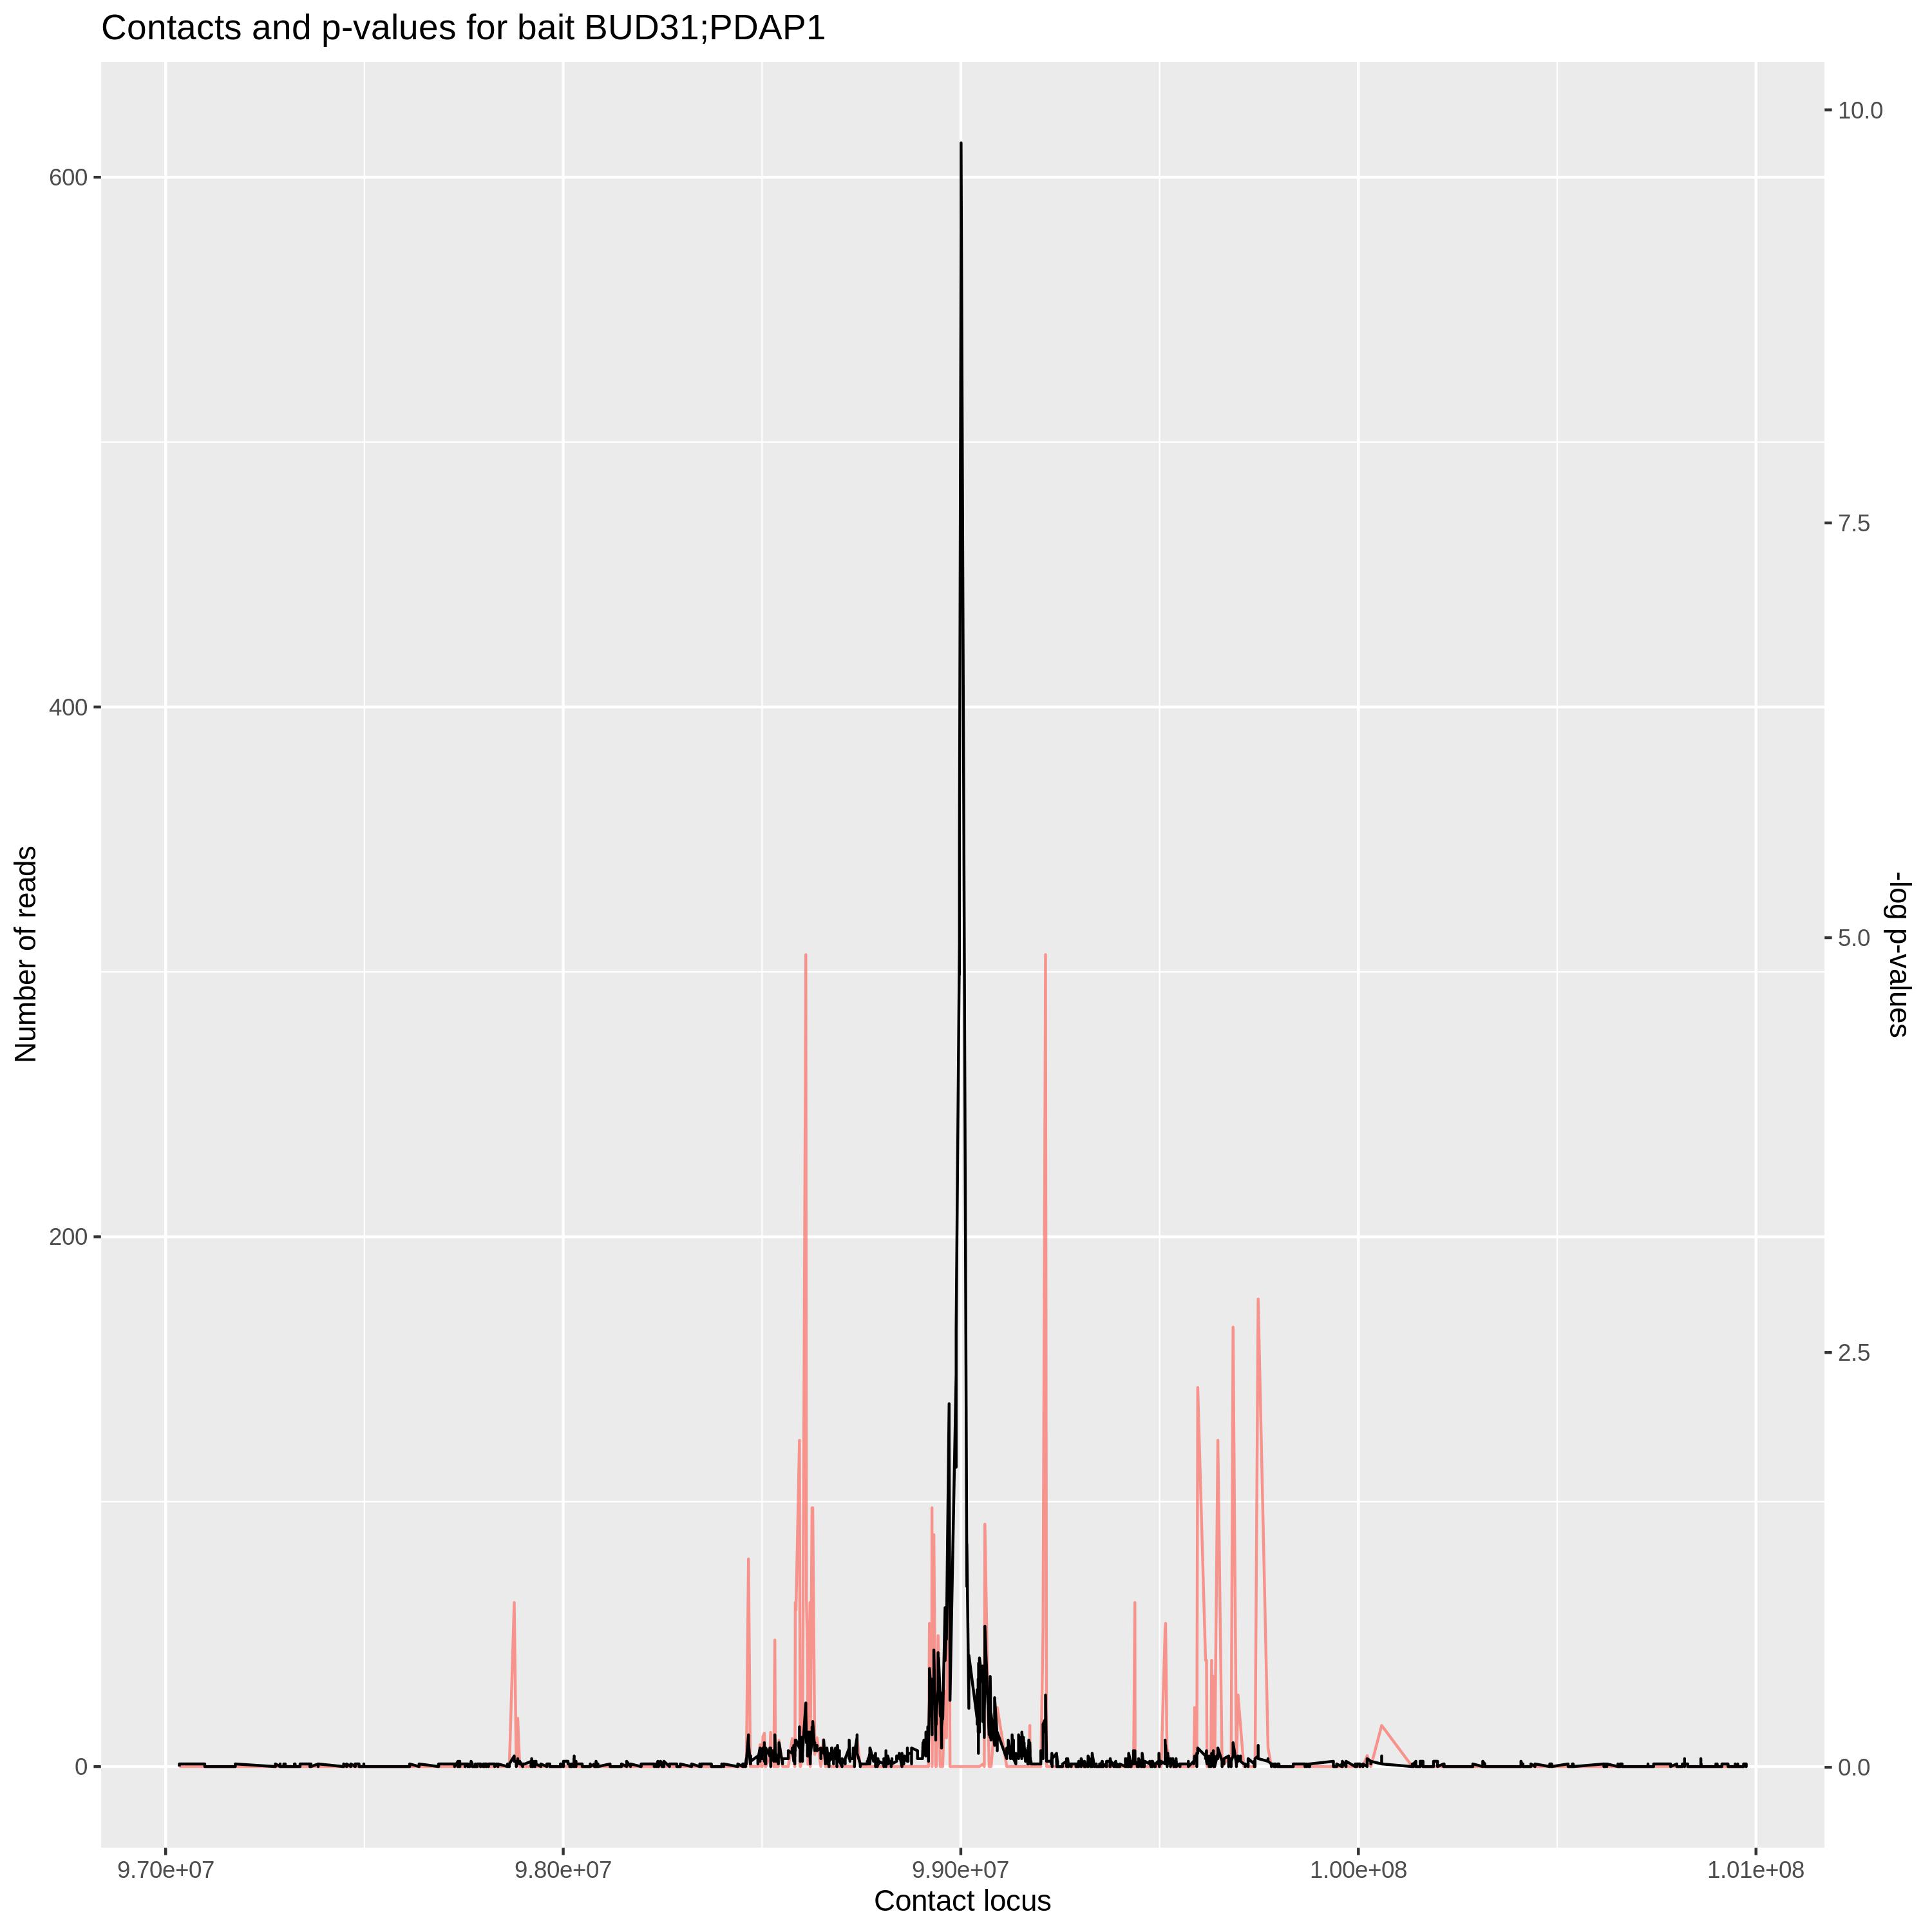 Contacts and p-values for bait BUD31;PDAP1
10.0
600
7.5
400
Number of reads
-log p-values
5.0
200
2.5
0
0.0
9.70e+07
9.80e+07
9.90e+07
1.00e+08
1.01e+08
Contact locus